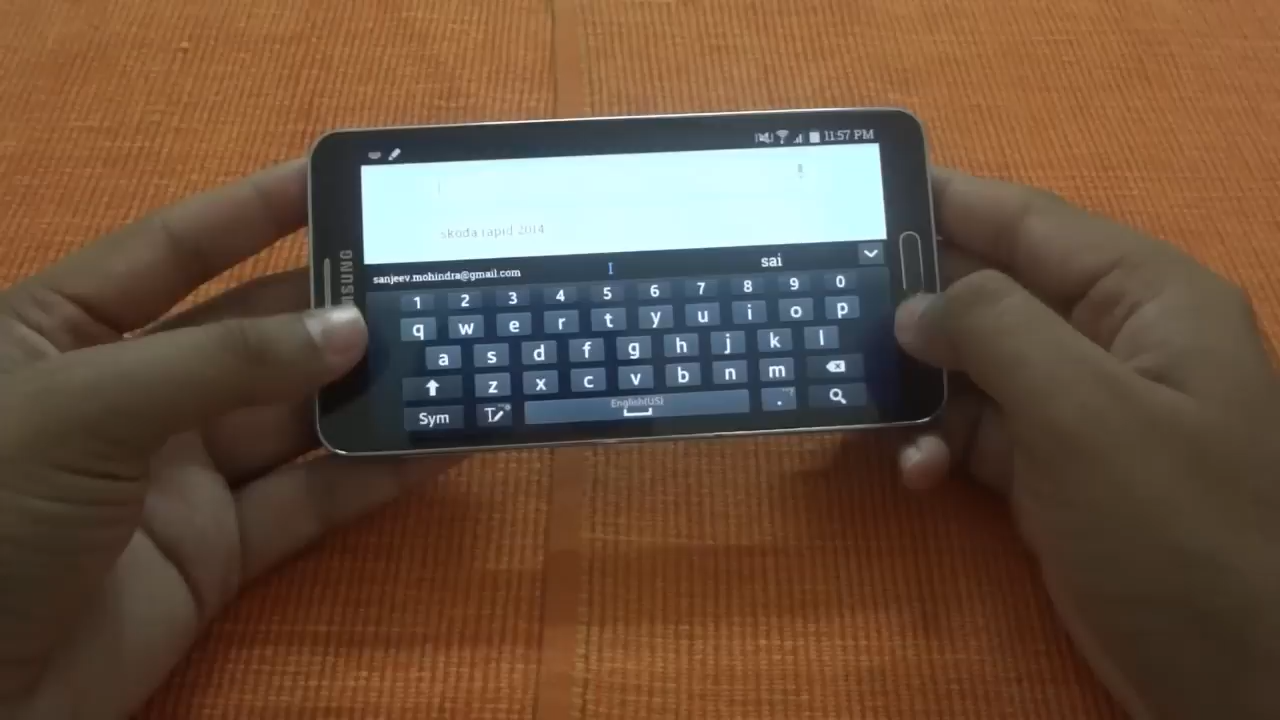 11:57 PM
skoda rapid 2014
sanjeev.mohindra@gmail.com I sai
1 2 3 4 5 6 7 8 9 0
q w e r t y u i o p
a s d f g h j k l
z x c v b n m
Sym English(US) .
SAMSUNG